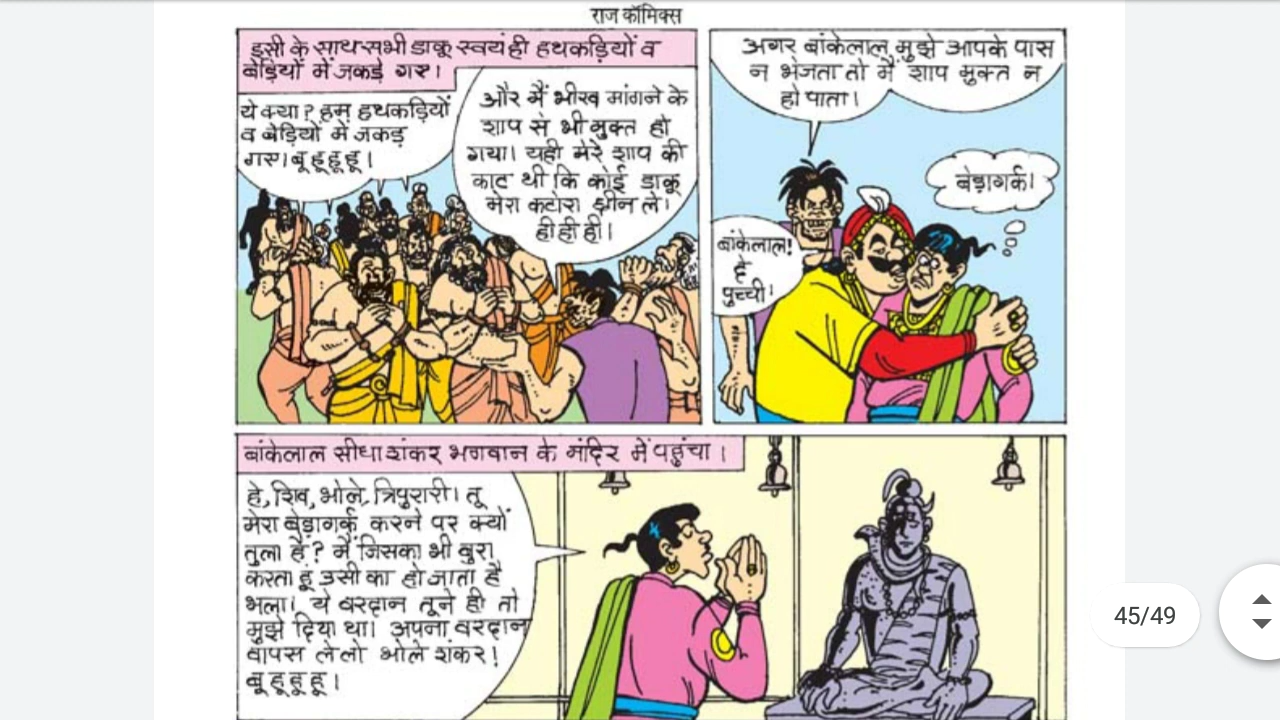 राज कॉमिक्स
इसी के साथ सभी डाकू स्वयं ही हथकड़ियों व
बेड़ियों में जकड़े गए।
ये क्या? हम हथकड़ियों
व बेड़ियों में जकड़
गए। बू हू हू हू।
और मैं भीख मांगने के
शाप से भी मुक्त हो
गया। यही मेरे शाप की
काट थी कि कोई डाकू
मेरा कटोरा छीन ले।
ही ही ही।
अगर बांकेलाल मुझे आपके पास
न भेजता तो मैं शाप मुक्त न
हो पाता।
बांकेलाल!
हे
पुच्ची!
बेड़ागर्क।
बांकेलाल सीधा शंकर भगवान के मंदिर में पहुंचा।
हे, शिव, भोले, त्रिपुरारी। तू
मेरा बेड़ागर्क करने पर क्यों
तुला है? मैं जिसका भी बुरा
करता हूं उसी का हो जाता है
भला। ये वरदान तूने ही तो
मुझे दिया था। अपना वरदान
वापस लेलो भोले शंकर!
बू हू हू हू।
45/49